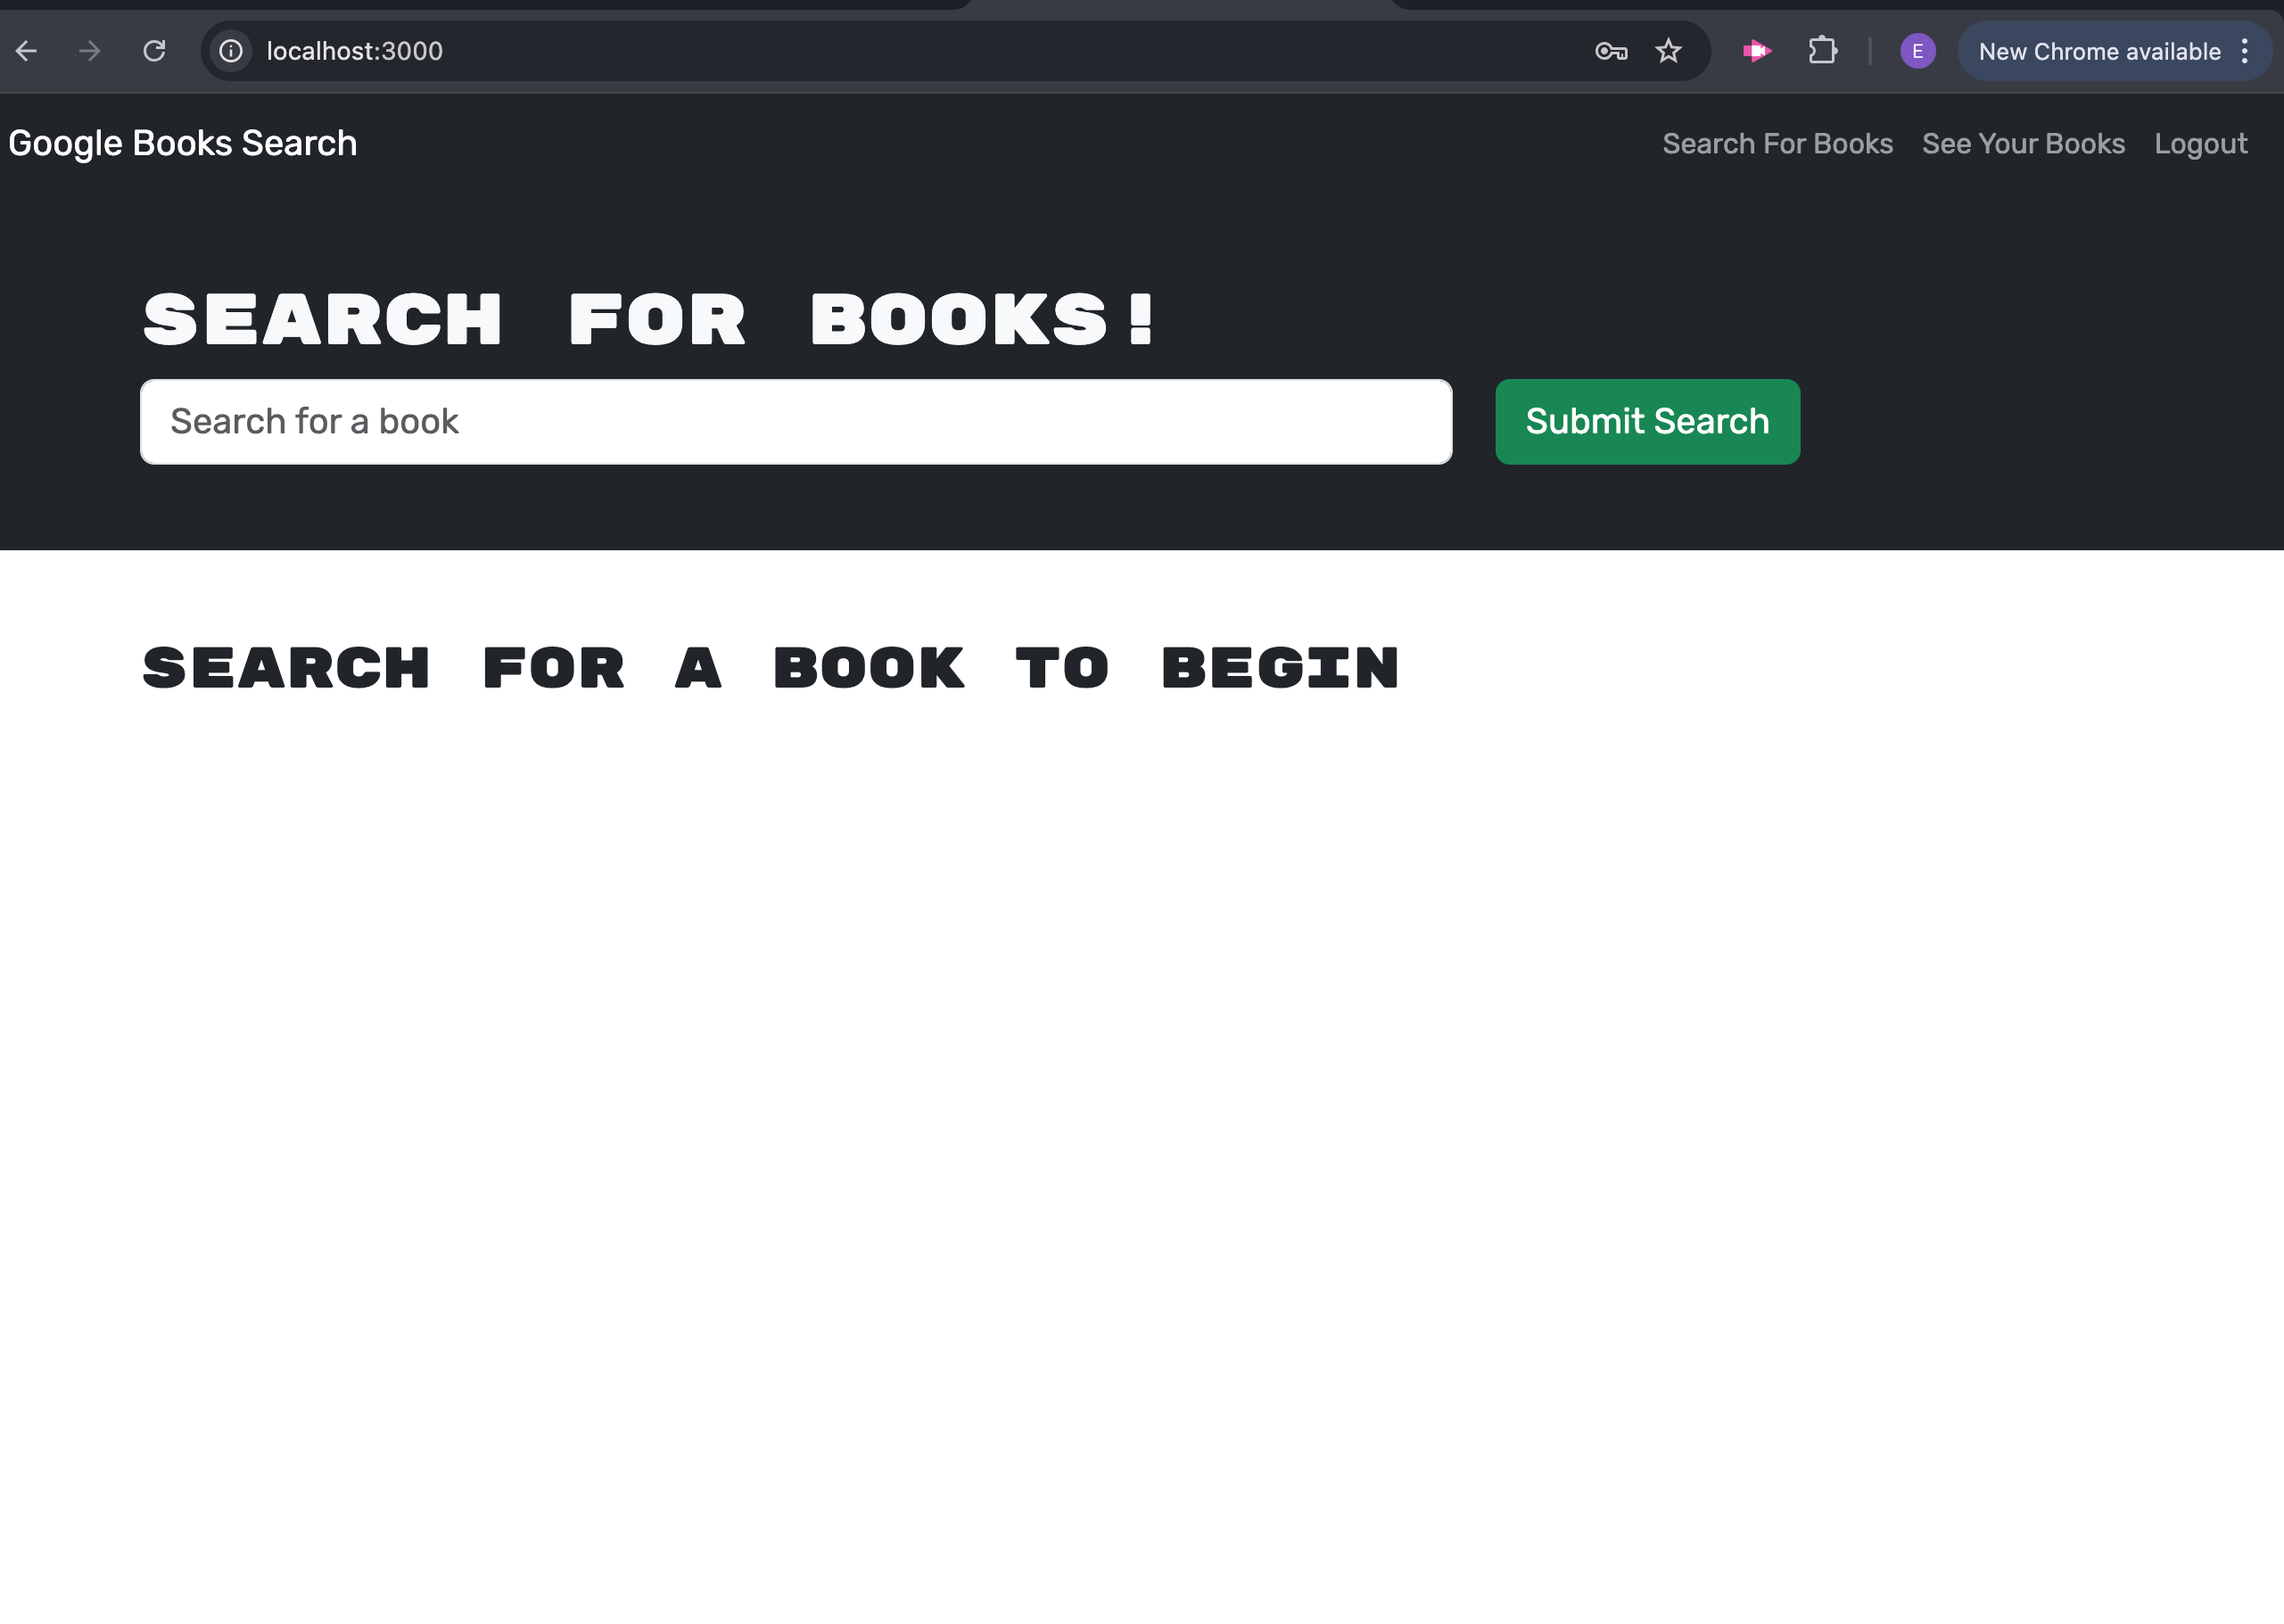 localhost:3000
E
New Chrome available
Google Books Search
Search For Books
See Your Books
Logout
SEARCH FOR BOOKS!
Search for a book
Submit Search
SEARCH FOR A BOOK TO BEGIN